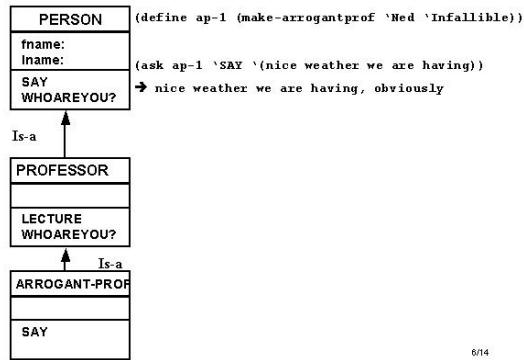 PERSON
fname:
lname:
SAY
WHOAREYOU?
Is-a
PROFESSOR
LECTURE
WHOAREYOU?
Is-a
ARROGANT-PROF
SAY
(define ap-1 (make-arrogantprof `Ned `Infallible))
(ask ap-1 `SAY `(nice weather we are having))
➔ nice weather we are having, obviously
6/14